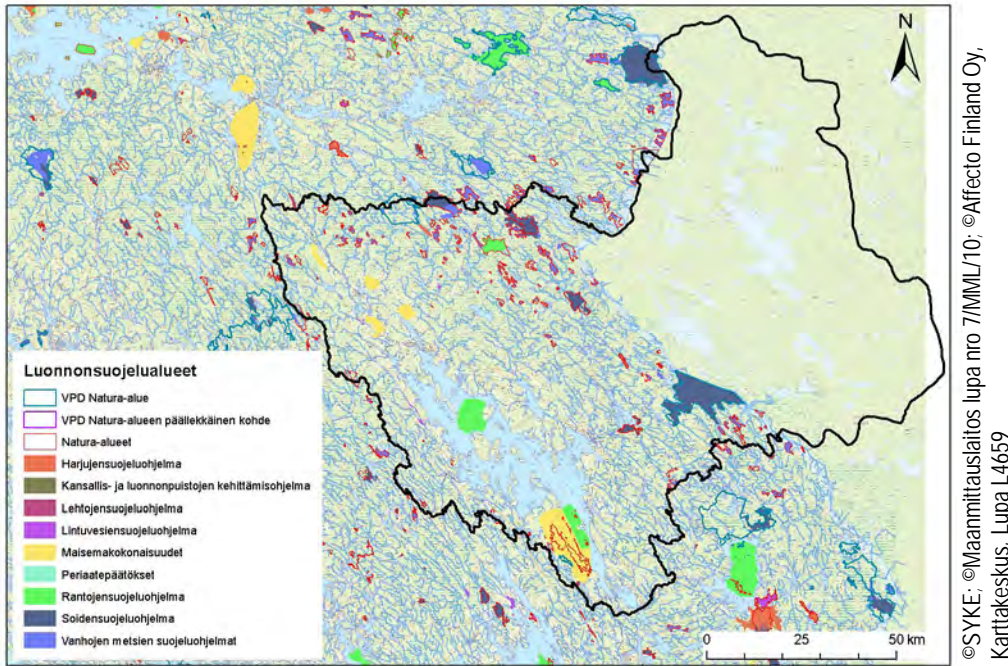 N
Luonnonsuojelualueet
VPD Natura-alue
VPD Natura-alueen päällekkäinen kohde
Natura-alueet
Harjujensuojeluohjelma
Kansallis- ja luonnonpuistojen kehittämisohjelma
Lehtojensuojeluohjelma
Lintuvesiensuojeluohjelma
Maisemakokonaisuudet
Periaatepäätökset
Rantojensuojeluohjelma
Soidensuojeluohjelma
Vanhojen metsien suojeluohjelmat
0 25 50 km
©SYKE; ©Maanmittauslaitos lupa nro 7/MML/10; ©Affecto Finland Oy,
Karttakeskus, Lupa L4659